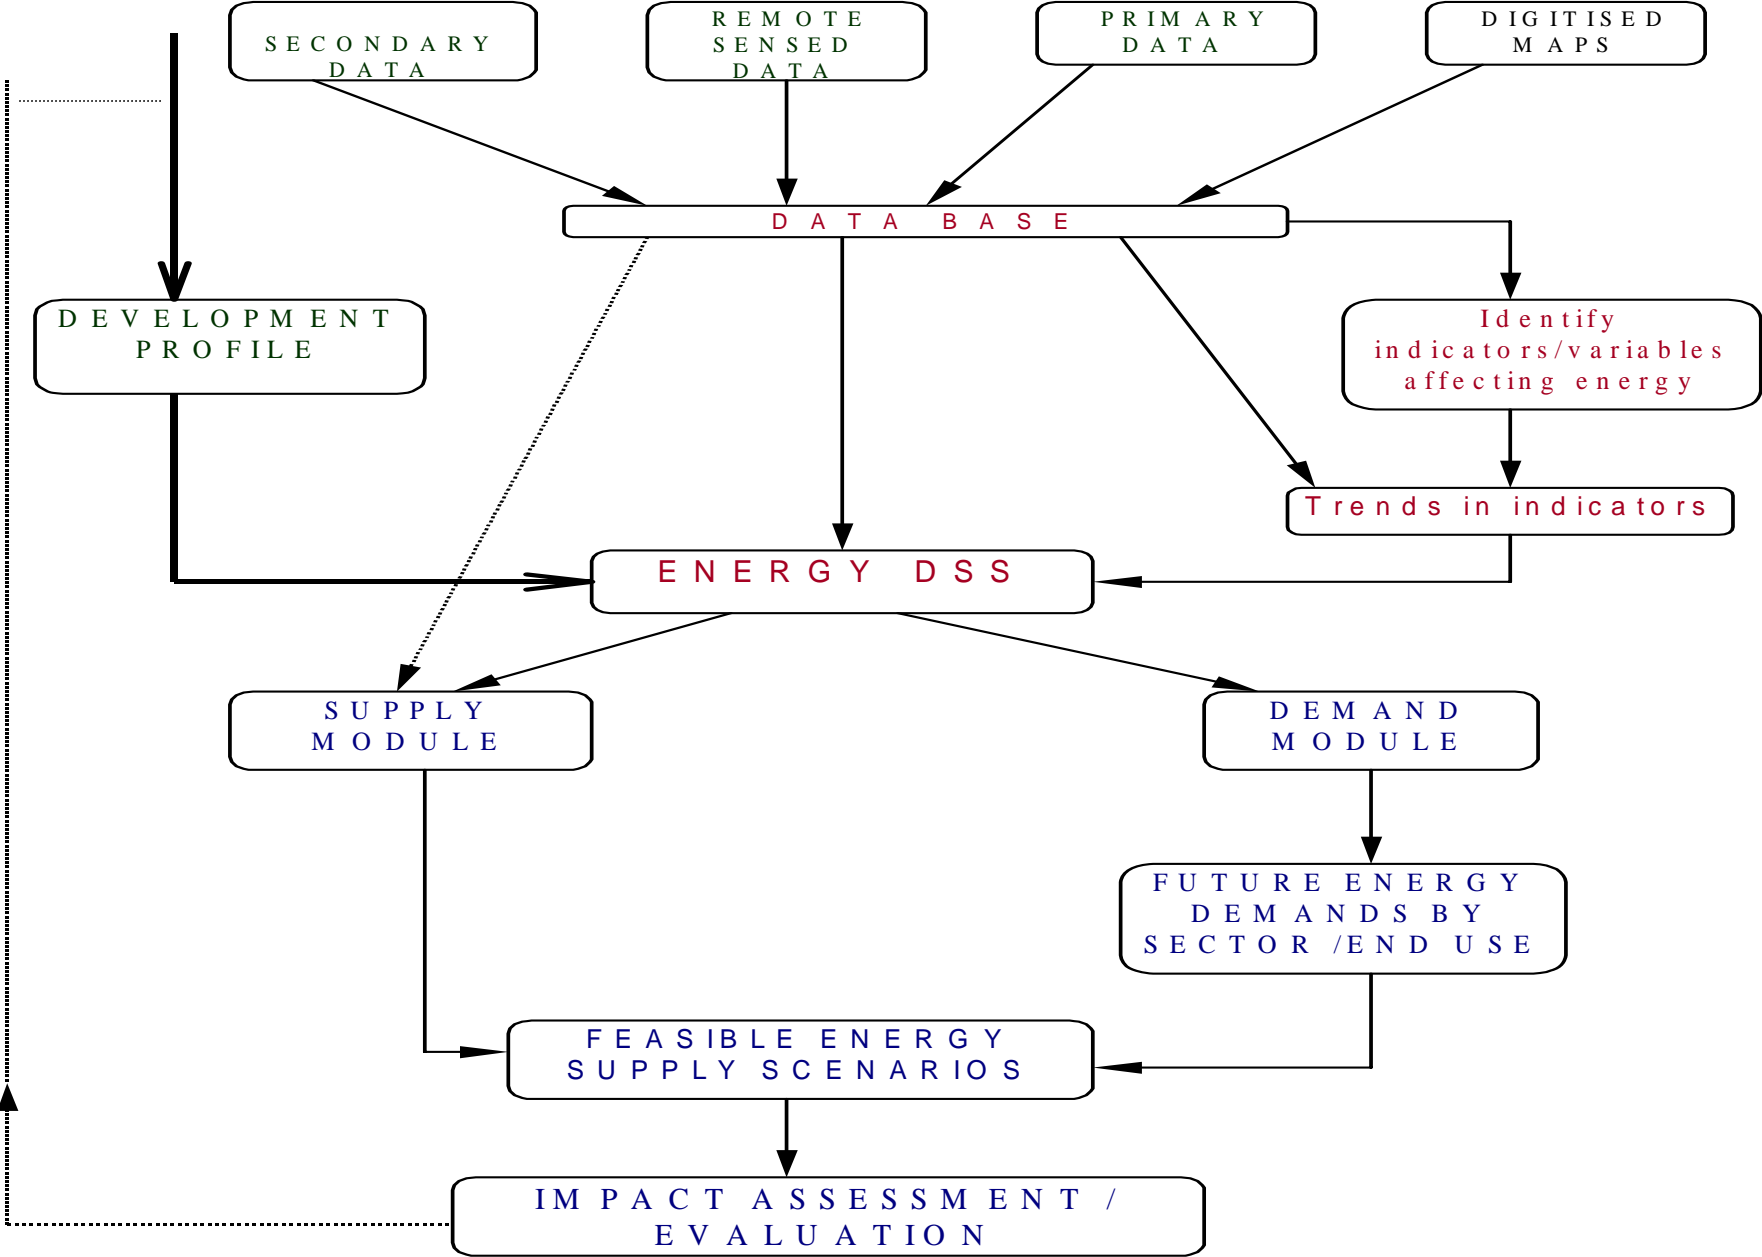 SECONDARY
DATA
REMOTE
SENSED
DATA
PRIMARY
DATA
DIGITISED
MAPS
DATA BASE
DEVELOPMENT
PROFILE
Identify
indicators/variables
affecting energy
Trends in indicators
ENERGY DSS
SUPPLY
MODULE
DEMAND
MODULE
FUTURE ENERGY
DEMANDS BY
SECTOR /END USE
FEASIBLE ENERGY
SUPPLY SCENARIOS
IMPACT ASSESSMENT /
EVALUATION